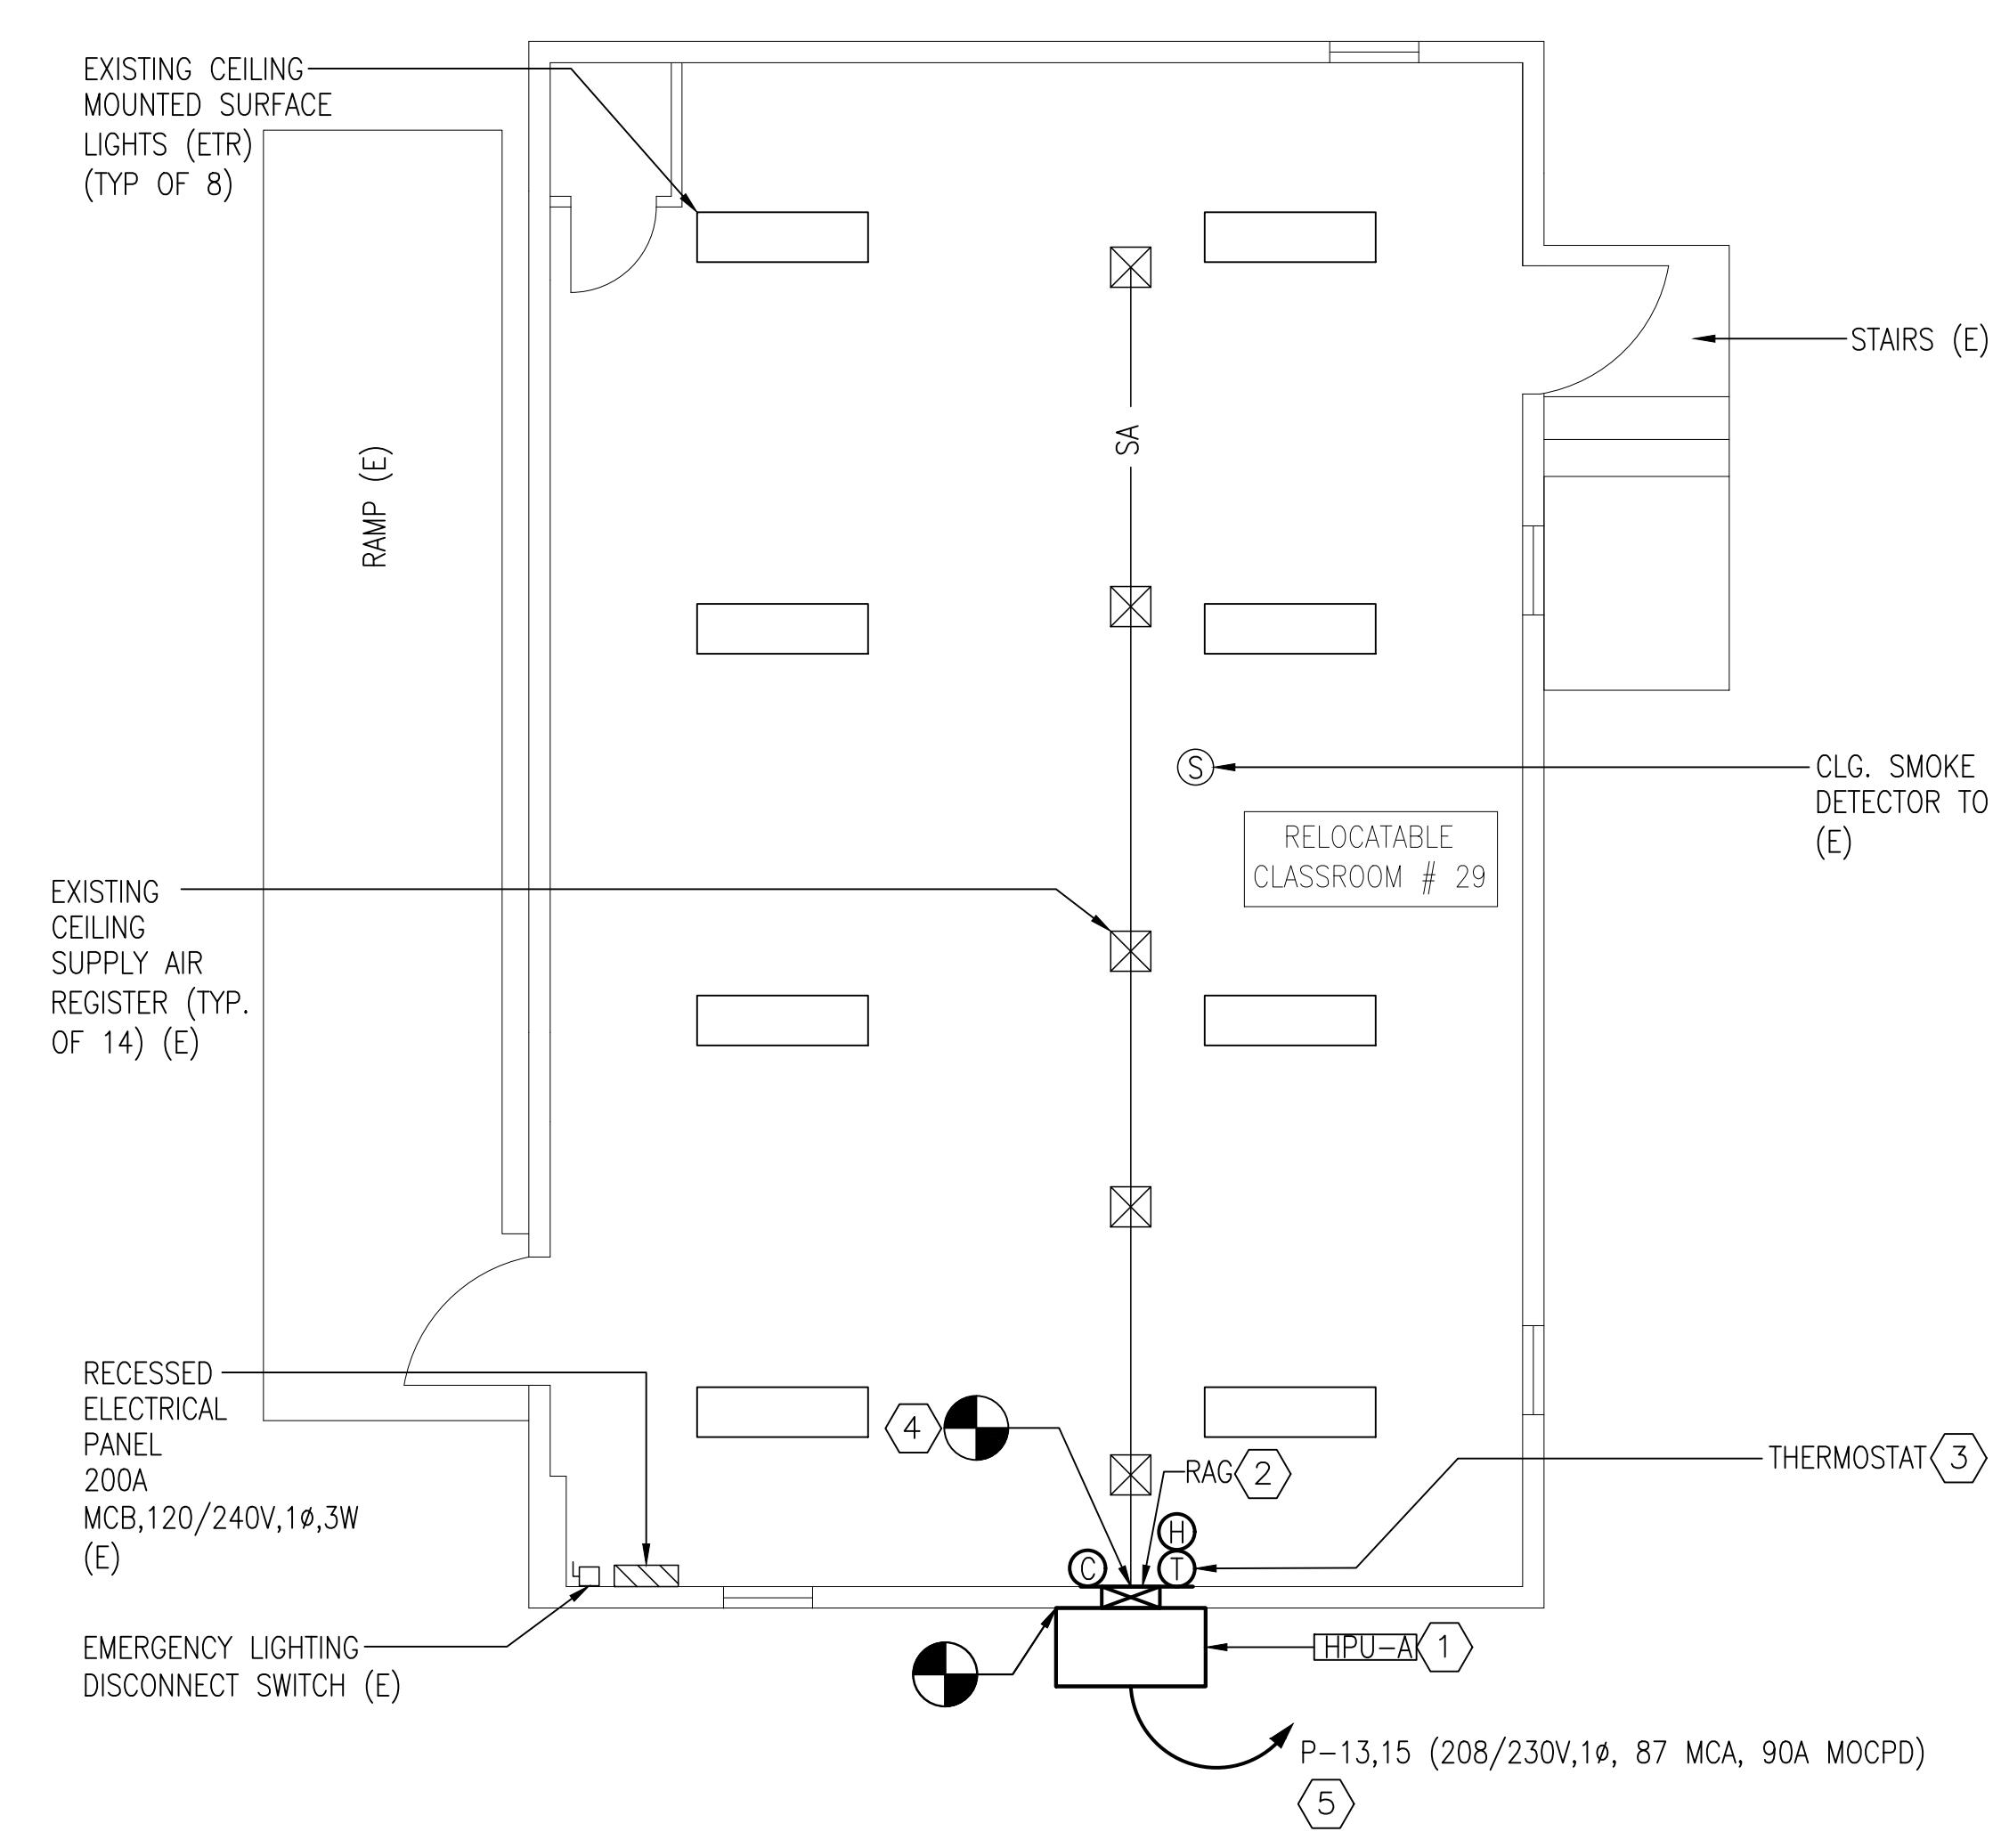 EXISTING CEILING
MOUNTED SURFACE
LIGHTS (ETR)
(TYP OF 8)
STAIRS (E)
SA
RAMP (E)
S
CLG. SMOKE
DETECTOR TO
(E)
RELOCATABLE
CLASSROOM # 29
EXISTING
CEILING
SUPPLY AIR
REGISTER (TYP.
OF 14) (E)
RECESSED
ELECTRICAL
PANEL
200A
MCB,120/240V,1ø,3W
(E)
4
RAG 2
THERMOSTAT 3
H
C
T
EMERGENCY LIGHTING
DISCONNECT SWITCH (E)
HPU-A 1
P-13,15 (208/230V,1ø, 87 MCA, 90A MOCPD)
5